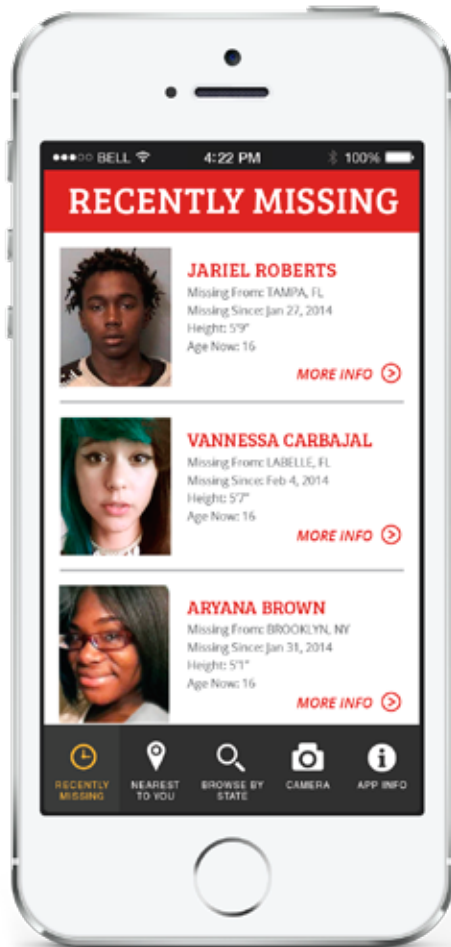 BELL
4:22 PM
100%
RECENTLY MISSING
JARIEL ROBERTS
Missing From: TAMPA, FL
Missing Since: Jan 27, 2014
Height: 5'9"
Age Now: 16
MORE INFO
VANNESSA CARBAJAL
Missing From: LABELLE, FL
Missing Since: Feb 4, 2014
Height: 5'7"
Age Now: 16
MORE INFO
ARYANA BROWN
Missing From: BROOKLYN, NY
Missing Since: Jan 31, 2014
Height: 5'1"
Age Now: 16
MORE INFO
RECENTLY
MISSING
NEAREST
TO YOU
BROWSE BY
STATE
CAMERA
APP INFO